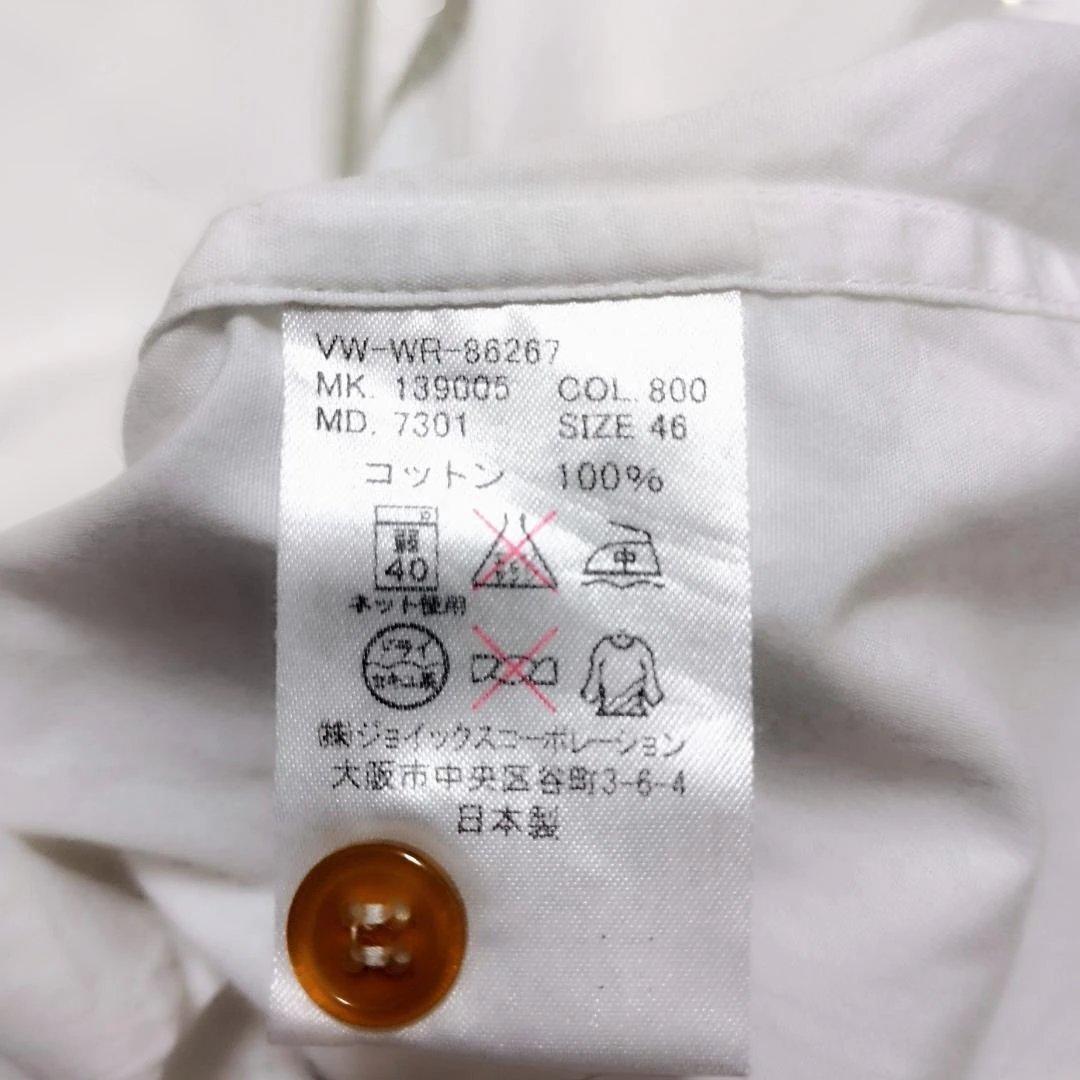 VW-WR-86267
MK. 139005 COL. 800
MD. 7301 SIZE 46
コットン 100%
弱 40 中
ネット使用
ドライ セキユ系
(株)ジョイックスコーポレーション
大阪市中央区谷町3-6-4
日本製